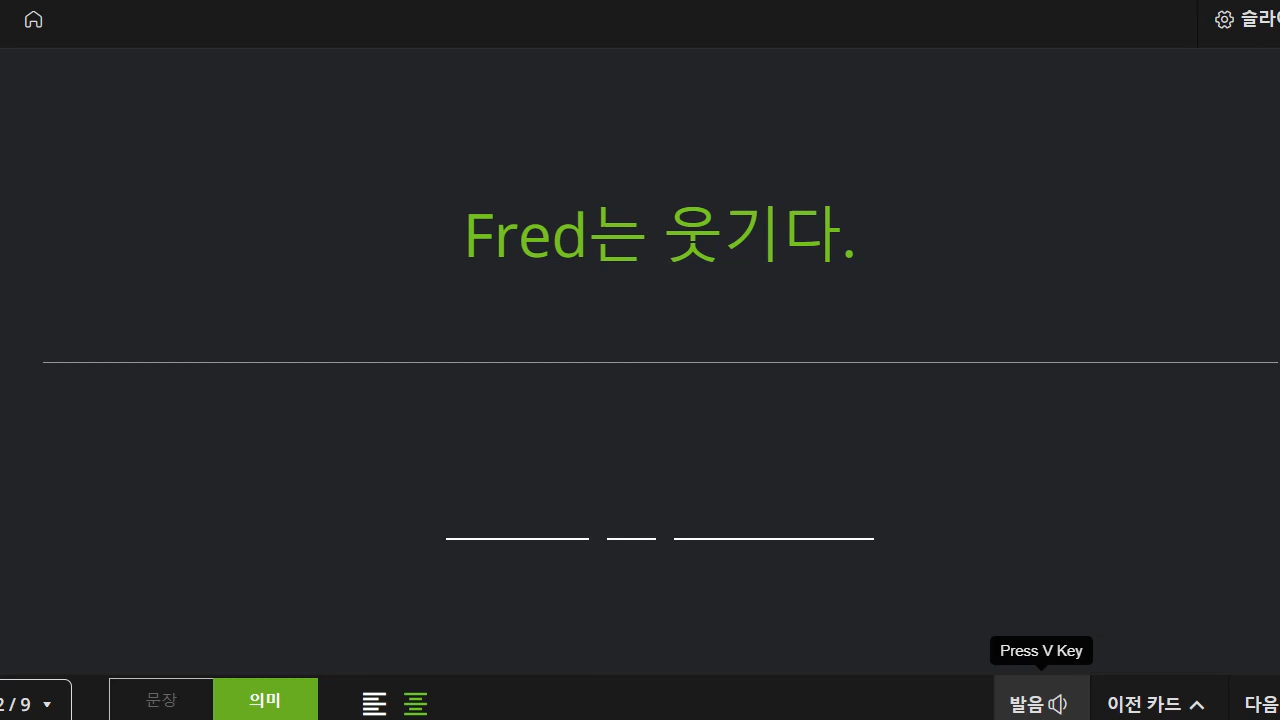 슬라이
Fred는 웃기다.
Press V Key
2 / 9
문장
의미
발음
이전 카드
다음